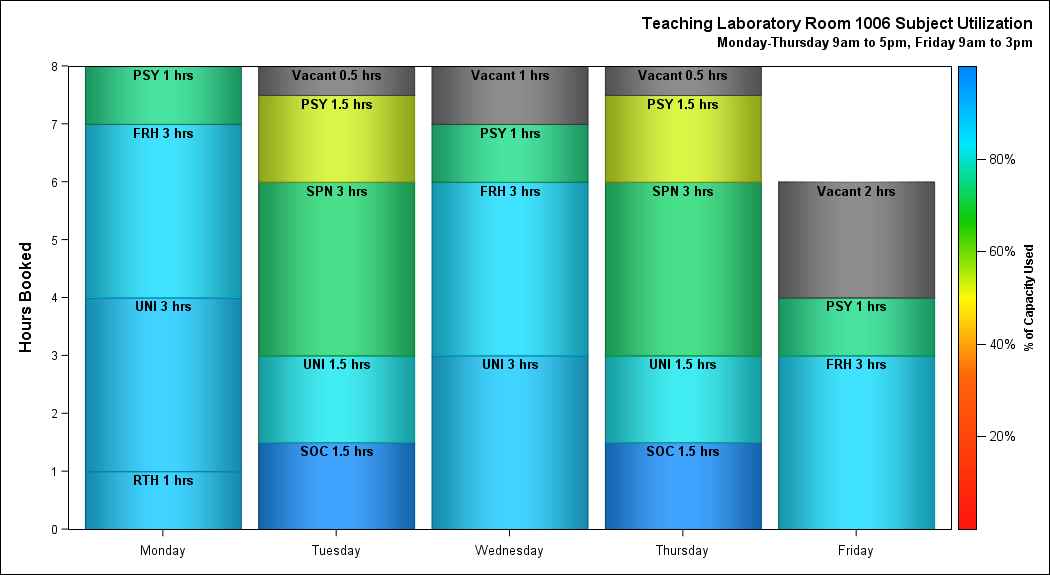 Teaching Laboratory Room 1006 Subject Utilization
Monday-Thursday 9am to 5pm, Friday 9am to 3pm
Hours Booked
8
7
6
5
4
3
2
1
0
PSY 1 hrs
FRH 3 hrs
UNI 3 hrs
RTH 1 hrs
Monday
Vacant 0.5 hrs
PSY 1.5 hrs
SPN 3 hrs
UNI 1.5 hrs
SOC 1.5 hrs
Tuesday
Vacant 1 hrs
PSY 1 hrs
FRH 3 hrs
UNI 3 hrs
Wednesday
Vacant 0.5 hrs
PSY 1.5 hrs
SPN 3 hrs
UNI 1.5 hrs
SOC 1.5 hrs
Thursday
Vacant 2 hrs
PSY 1 hrs
FRH 3 hrs
Friday
80%
60%
40%
20%
% of Capacity Used